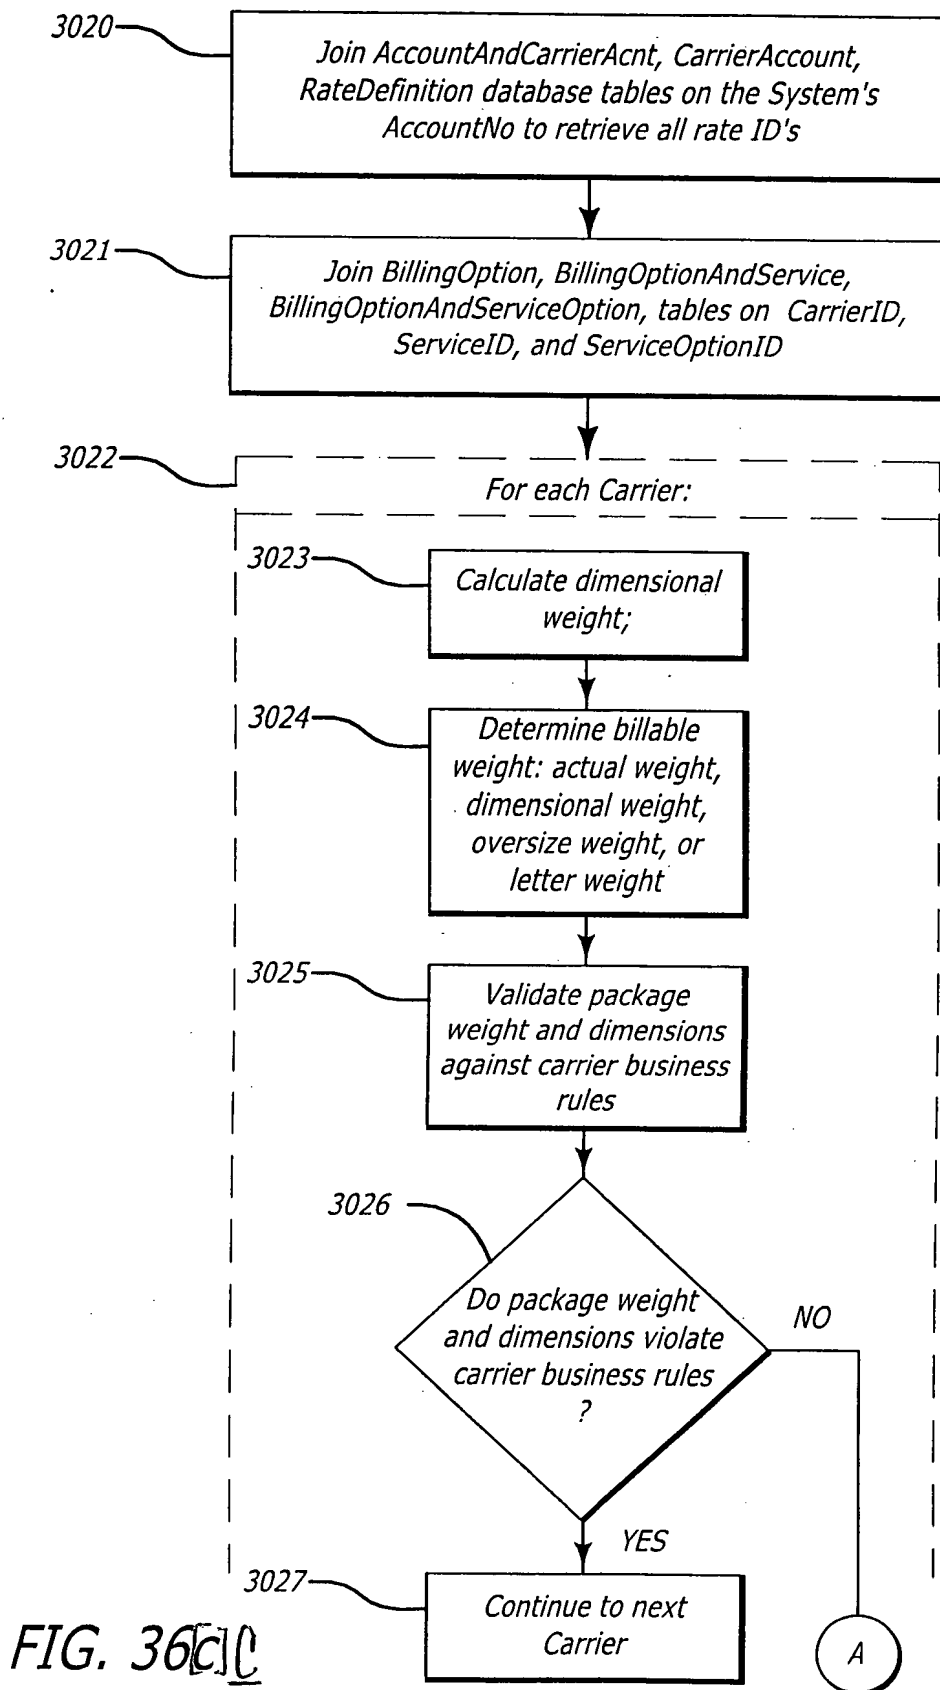 3020
Join AccountAndCarrierAcnt, CarrierAccount,
RateDefinition database tables on the System's
AccountNo to retrieve all rate ID's
3021
Join BillingOption, BillingOptionAndService,
BillingOptionAndServiceOption, tables on CarrierID,
ServiceID, and ServiceOptionID
3022
For each Carrier:
3023
Calculate dimensional
weight;
3024
Determine billable
weight: actual weight,
dimensional weight,
oversize weight, or
letter weight
3025
Validate package
weight and dimensions
against carrier business
rules
3026
Do package weight
and dimensions violate
carrier business rules
?
NO
YES
3027
Continue to next
Carrier
A
FIG. 36[c]C